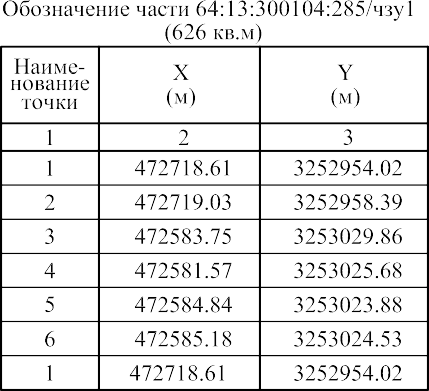 Обозначение части 64:13:300104:285/чзу1
(626 кв.м)
Наиме-
нование
точки
X
(м)
Y
(м)
1 2 3
1 472718.61 3252954.02
2 472719.03 3252958.39
3 472583.75 3253029.86
4 472581.57 3253025.68
5 472584.84 3253023.88
6 472585.18 3253024.53
1 472718.61 3252954.02